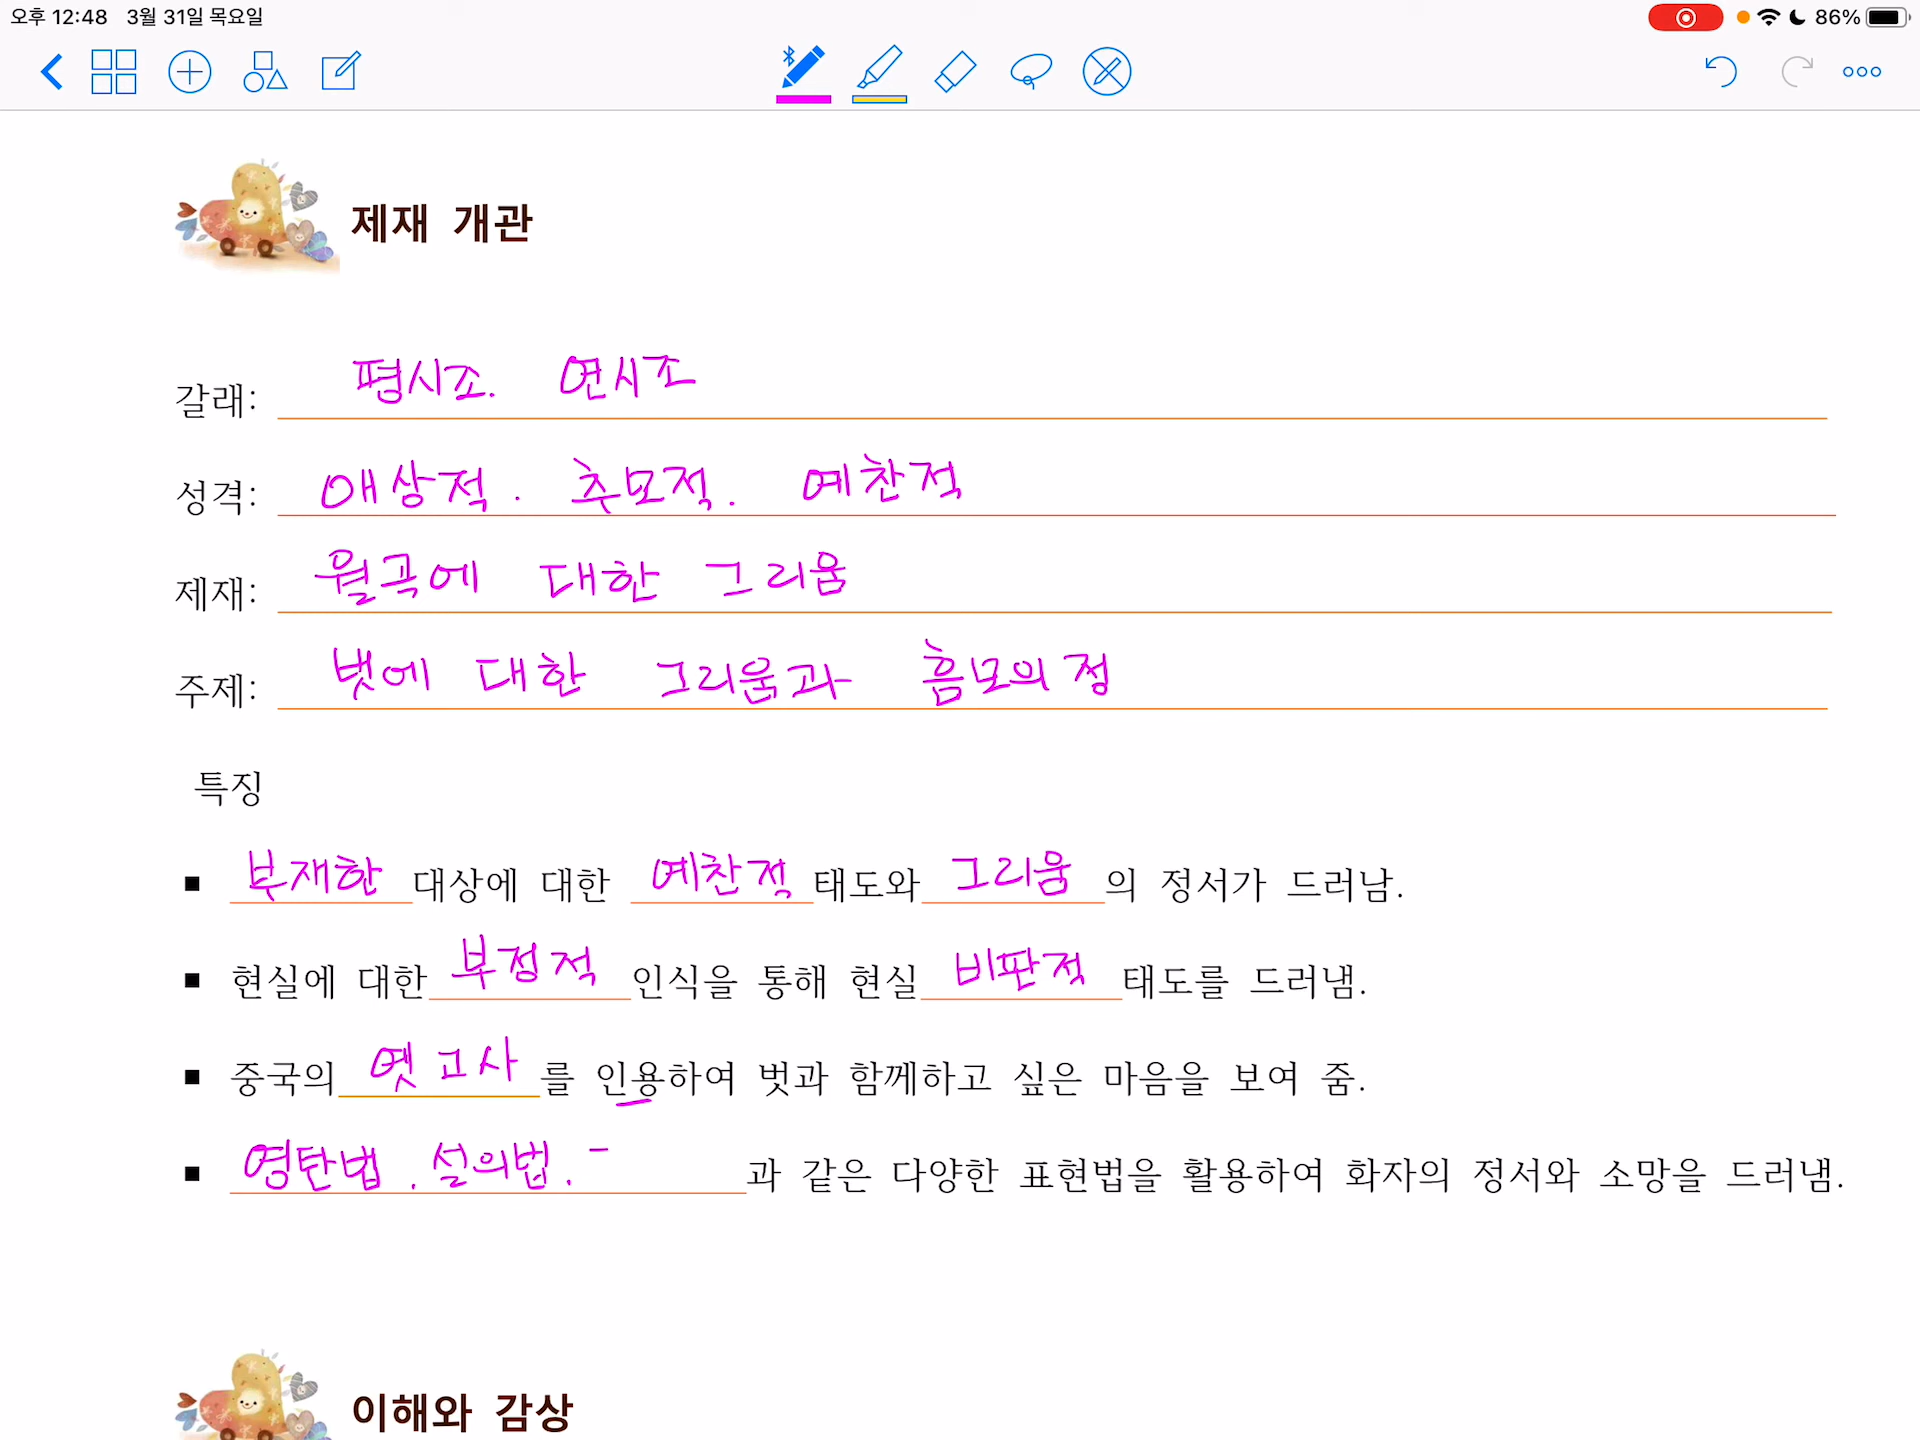 오후 12:48 3월 31일 목요일 86%
제재 개관
갈래: 평시조. 연시조
성격: 애상적. 추모적. 예찬적
제재: 월곡에 대한 그리움
주제: 벗에 대한 그리움과 흠모의 정
특징
▪ 부재한 대상에 대한 예찬적 태도와 그리움의 정서가 드러남.
▪ 현실에 대한 부정적 인식을 통해 현실 비판적 태도를 드러냄.
▪ 중국의 옛 고사를 인용하여 벗과 함께하고 싶은 마음을 보여 줌.
▪ 영탄법. 설의법. 과 같은 다양한 표현법을 활용하여 화자의 정서와 소망을 드러냄.
이해와 감상